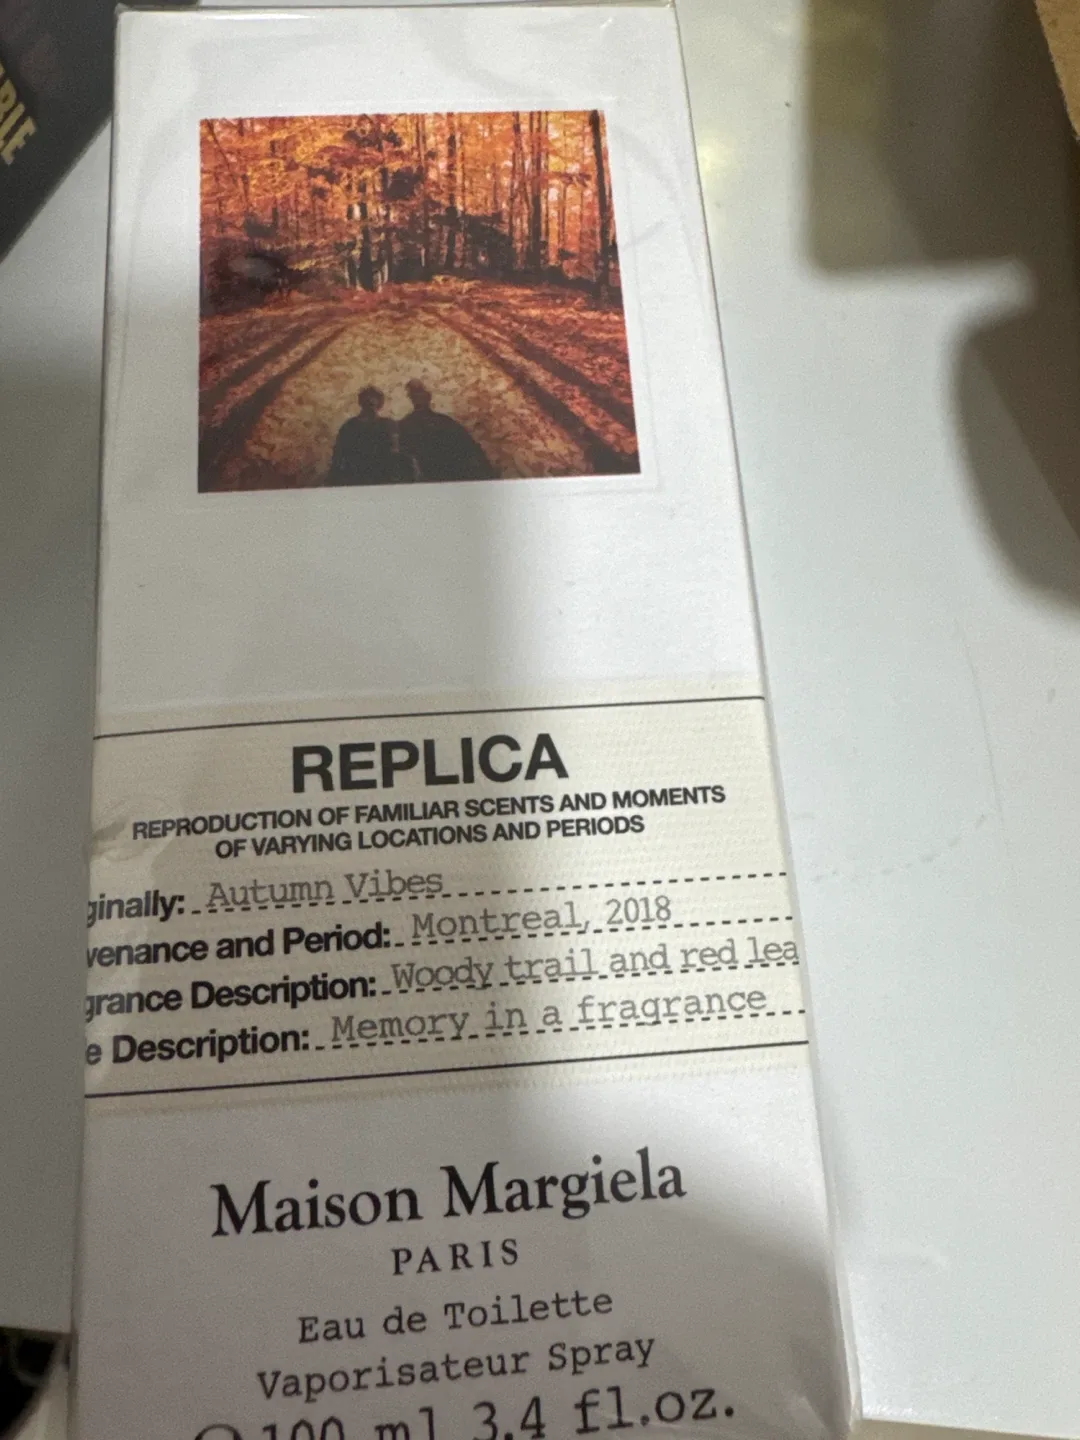 REPLICA
REPRODUCTION OF FAMILIAR SCENTS AND MOMENTS
OF VARYING LOCATIONS AND PERIODS
ginally: Autumn Vibes
venance and Period: Montreal, 2018
grance Description: Woody trail and red lea
e Description: Memory in a fragrance
Maison Margiela
PARIS
Eau de Toilette
Vaporisateur Spray
100 ml 3.4 fl.oz.